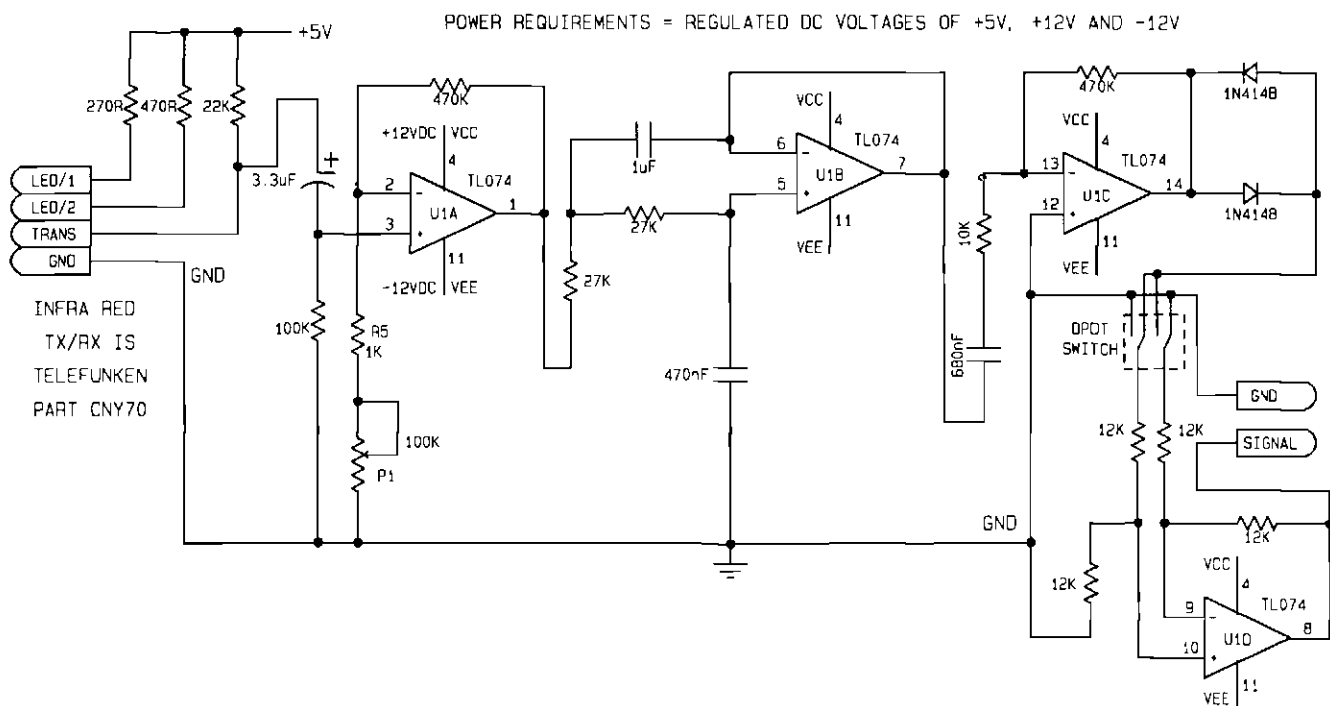 POWER REQUIREMENTS = REGULATED DC VOLTAGES OF +5V, +12V AND -12V
+5V
270R
470R
22K
3.3uF
+
LED/1
LED/2
TRANS
GND
GND
INFRA RED
TX/RX IS
TELEFUNKEN
PART CNY70
470K
+12VDC
VCC
4
TL074
2
-
U1A
1
3
+
11
-12VDC
VEE
100K
R5
1K
100K
P1
1uF
27K
27K
470nF
VCC
4
TL074
6
-
7
U1B
5
+
11
VEE
10K
680nF
470K
VCC
4
TL074
13
-
14
U1C
12
+
11
VEE
1N4148
1N4148
DPDT
SWITCH
GND
SIGNAL
12K
12K
GND
12K
12K
VCC
4
TL074
9
-
8
U1D
10
+
11
VEE